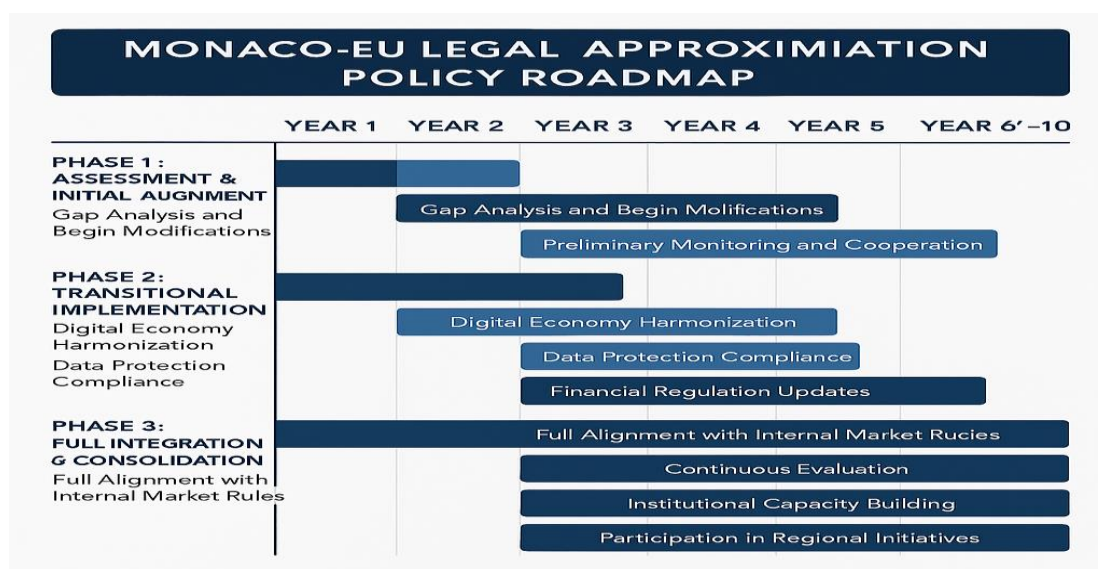 MONACO-EU LEGAL APPROXIMIATION
POLICY ROADMAP
YEAR 1 YEAR 2 YEAR 3 YEAR 4 YEAR 5 YEAR 6′–10
PHASE 1:
ASSESSMENT &
INITIAL AUGNMENT
Gap Analysis and
Begin Modifications
Gap Analysis and Begin Molifications
Preliminary Monitoring and Cooperation
PHASE 2:
TRANSITIONAL
IMPLEMENTATION
Digital Economy
Harmonization
Data Protection
Compliance
Digital Economy Harmonization
Data Protection Compliance
Financial Regulation Updates
PHASE 3:
FULL INTEGRATION
& CONSOLIDATION
Full Alignment with
Internal Market Rules
Full Alignment with Internal Market Rucies
Continuous Evaluation
Institutional Capacity Building
Participation in Regional Initiatives